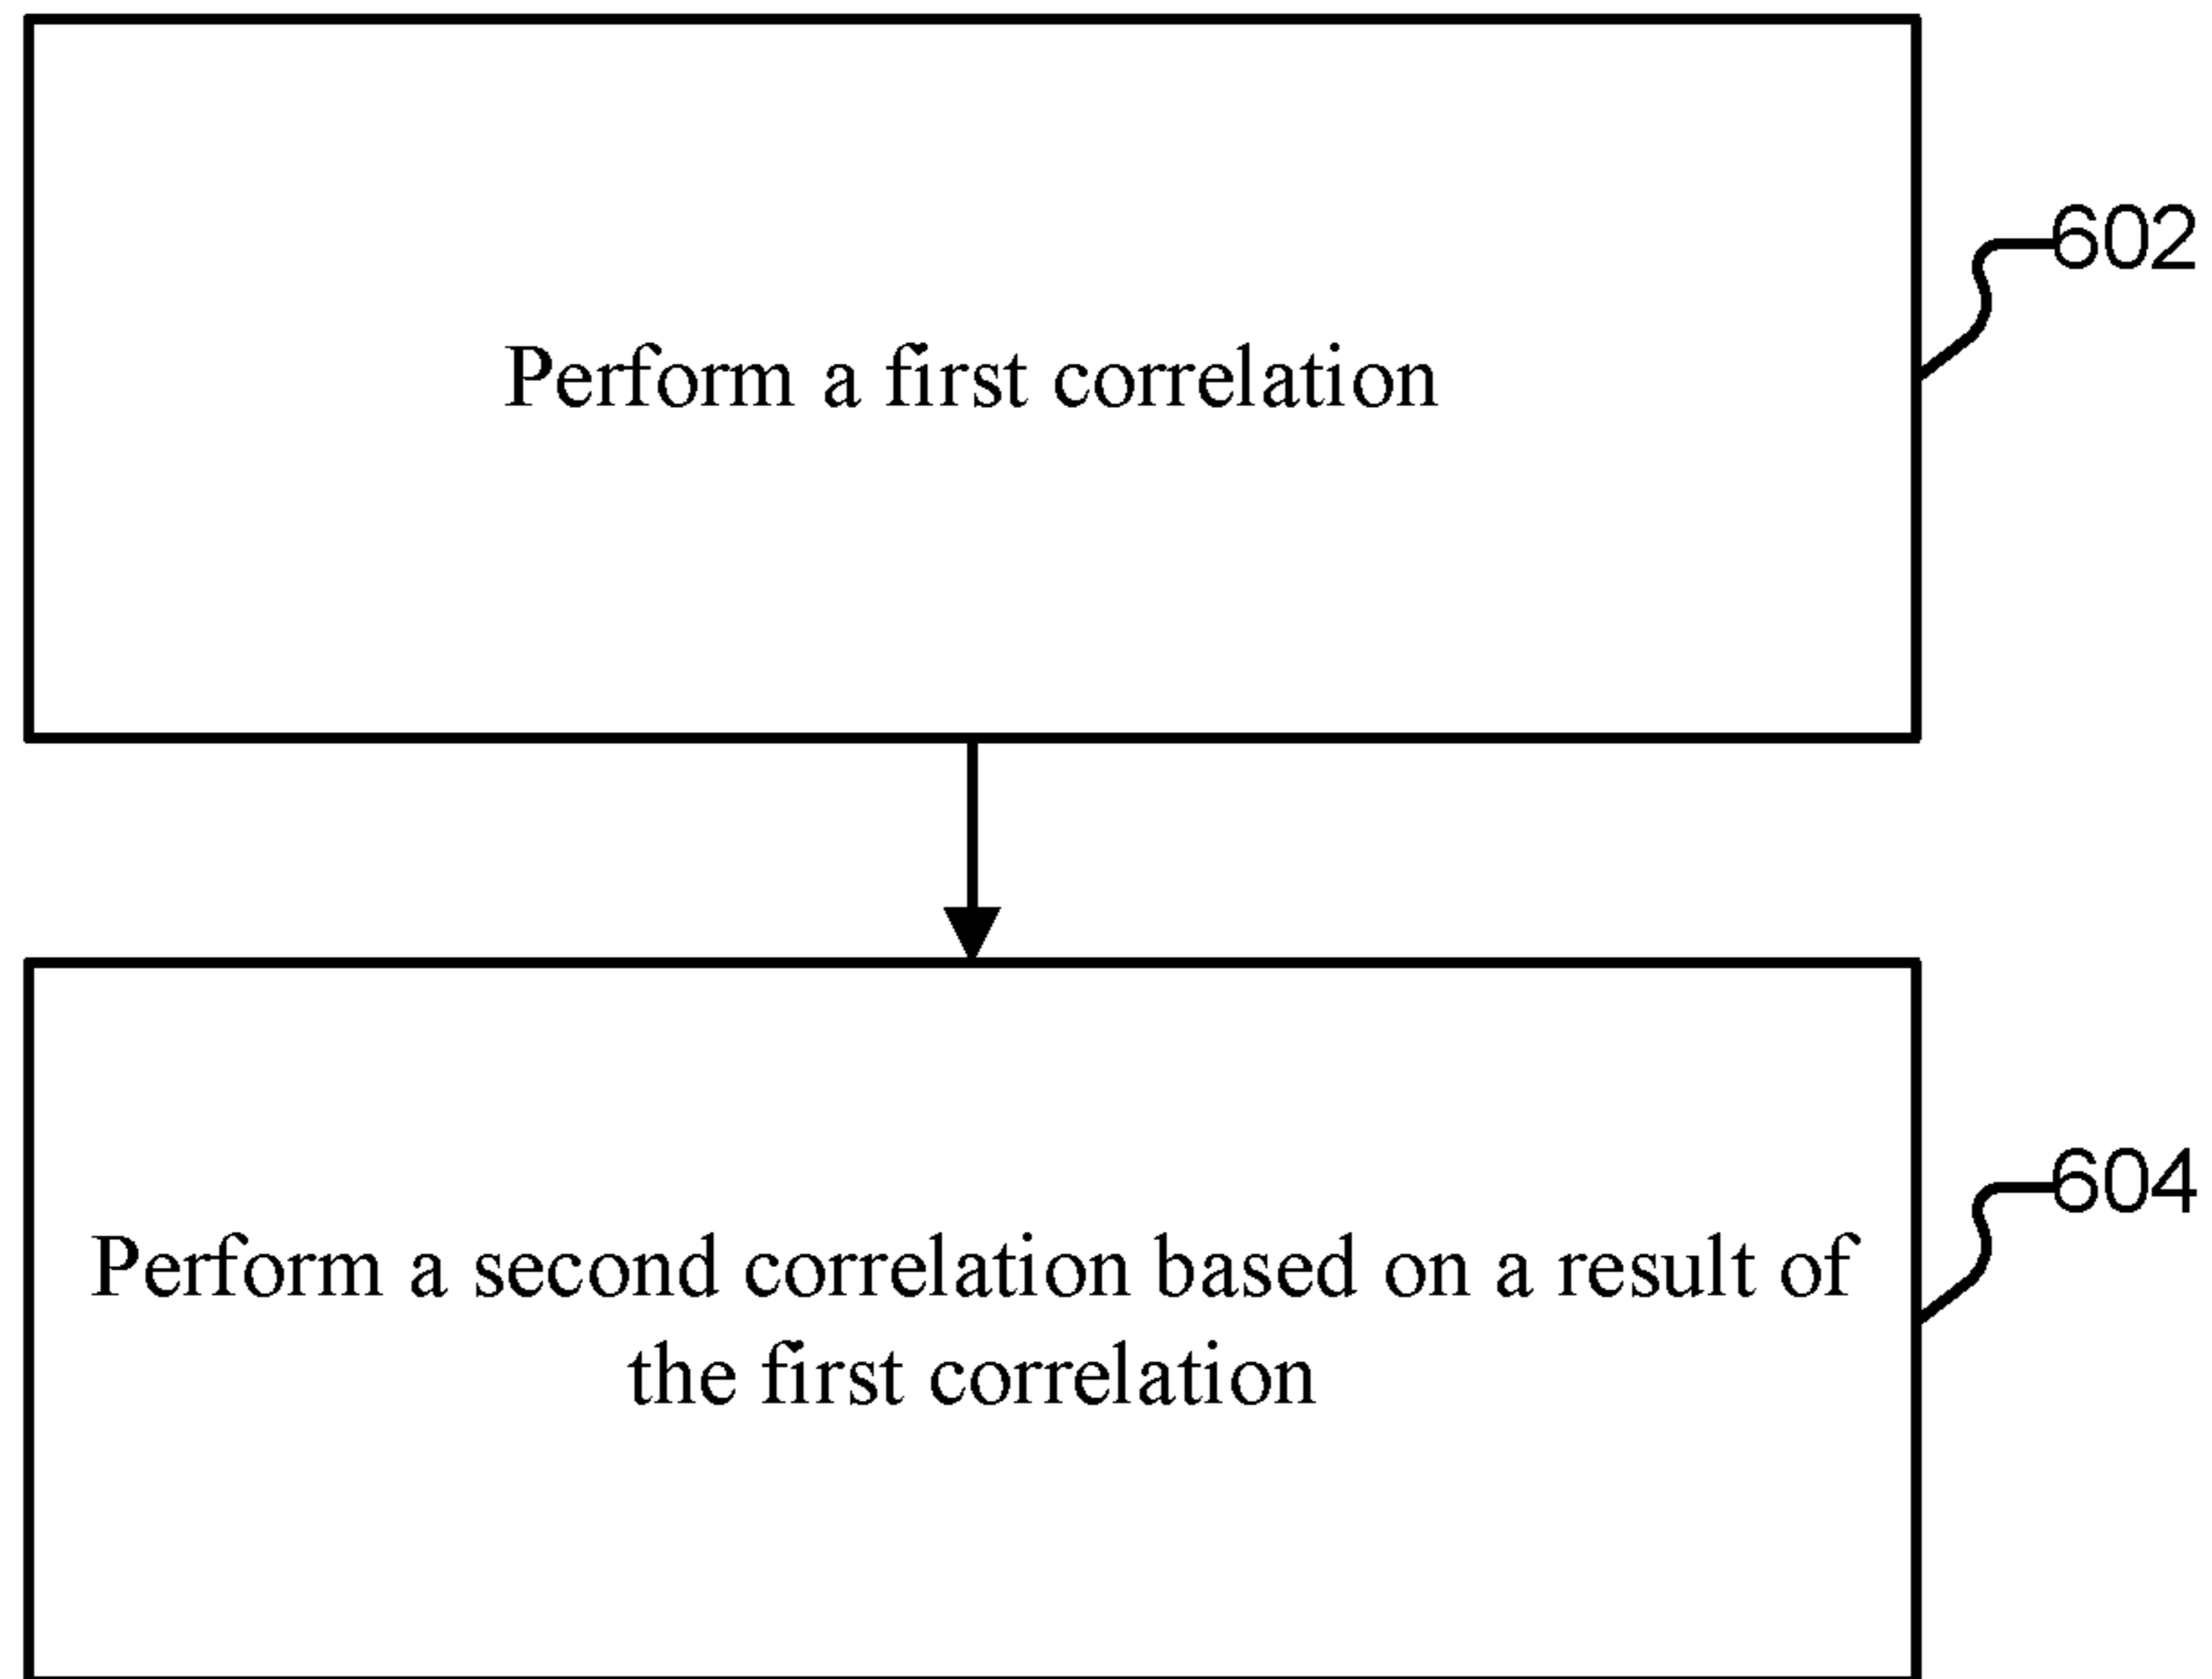 602
Perform a first correlation
604
Perform a second correlation based on a result of
the first correlation